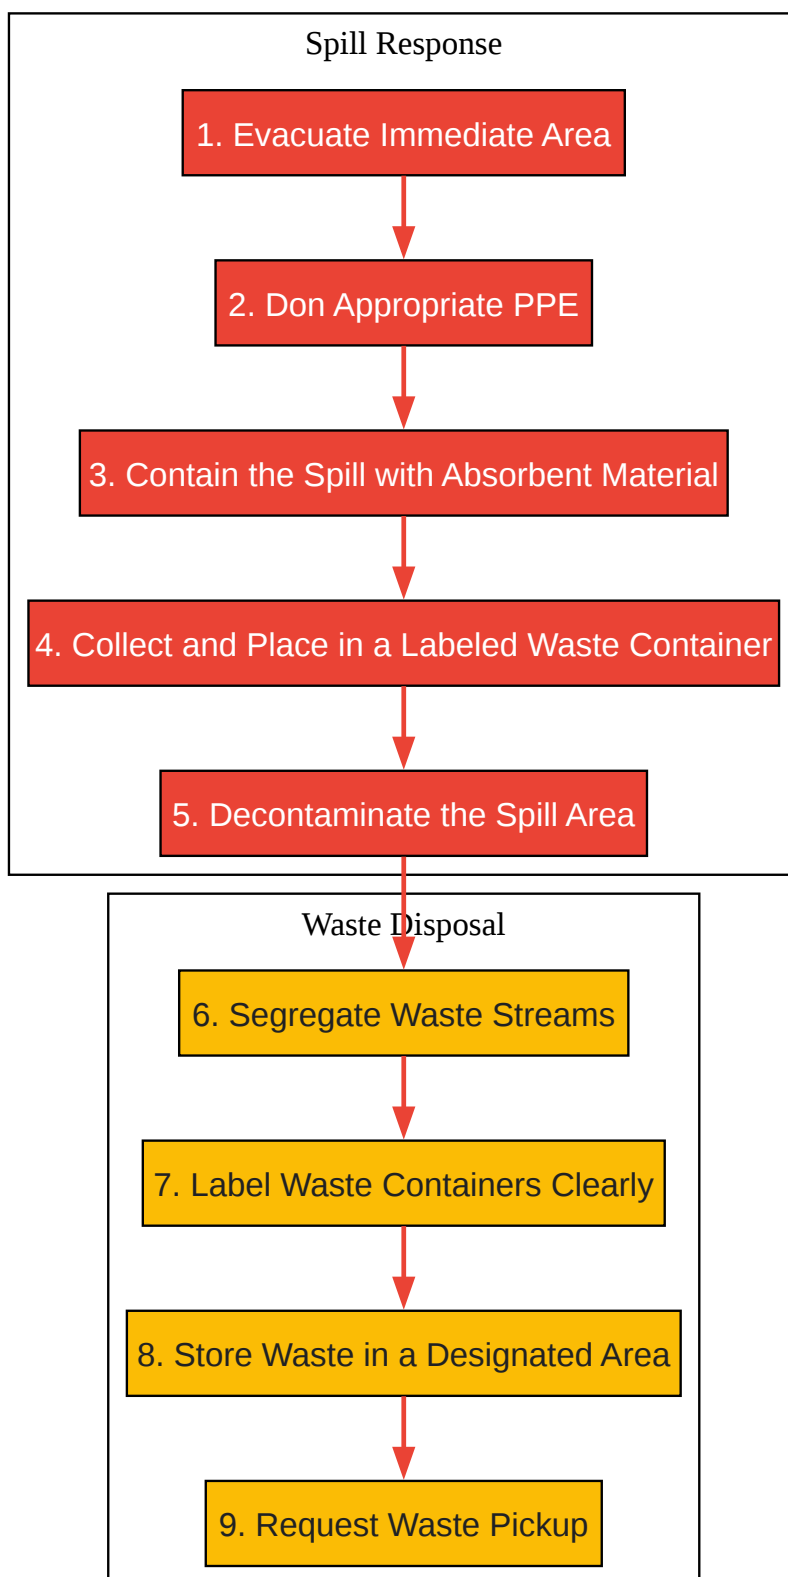 Spill Response
1. Evacuate Immediate Area
2. Don Appropriate PPE
3. Contain the Spill with Absorbent Material
4. Collect and Place in a Labeled Waste Container
5. Decontaminate the Spill Area
Waste Disposal
6. Segregate Waste Streams
7. Label Waste Containers Clearly
8. Store Waste in a Designated Area
9. Request Waste Pickup